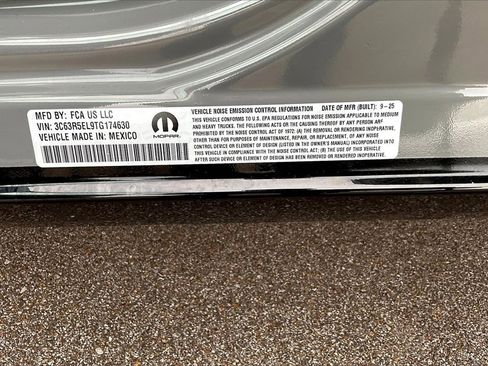 MFD BY: FCA US LLC
VIN: 3C63R5EL9TG174630
VEHICLE MADE IN: MEXICO
MOPAR
VEHICLE NOISE EMISSION CONTROL INFORMATION DATE OF MFR (BUILT): 9-25
THIS VEHICLE CONFORMS TO U.S. EPA REGULATIONS FOR NOISE EMISSION APPLICABLE TO MEDIUM
AND HEAVY TRUCKS. THE FOLLOWING ACTS OR THE CAUSING THEREOF BY ANY PERSON ARE
PROHIBITED BY THE NOISE CONTROL ACT OF 1972: (A) THE REMOVAL OR RENDERING INOPERATIVE,
OTHER THAN FOR PURPOSES OF MAINTENANCE, REPAIR, OR REPLACEMENT, OF ANY NOISE CONTROL
DEVICE OR ELEMENT OF DESIGN (LISTED IN THE OWNER'S MANUAL) INCORPORATED INTO
THIS VEHICLE IN COMPLIANCE WITH THE NOISE CONTROL ACT; (B) THE USE OF THIS VEHICLE
AFTER SUCH DEVICE OR ELEMENT OF DESIGN HAS BEEN REMOVED OR RENDERED INOPERATIVE.